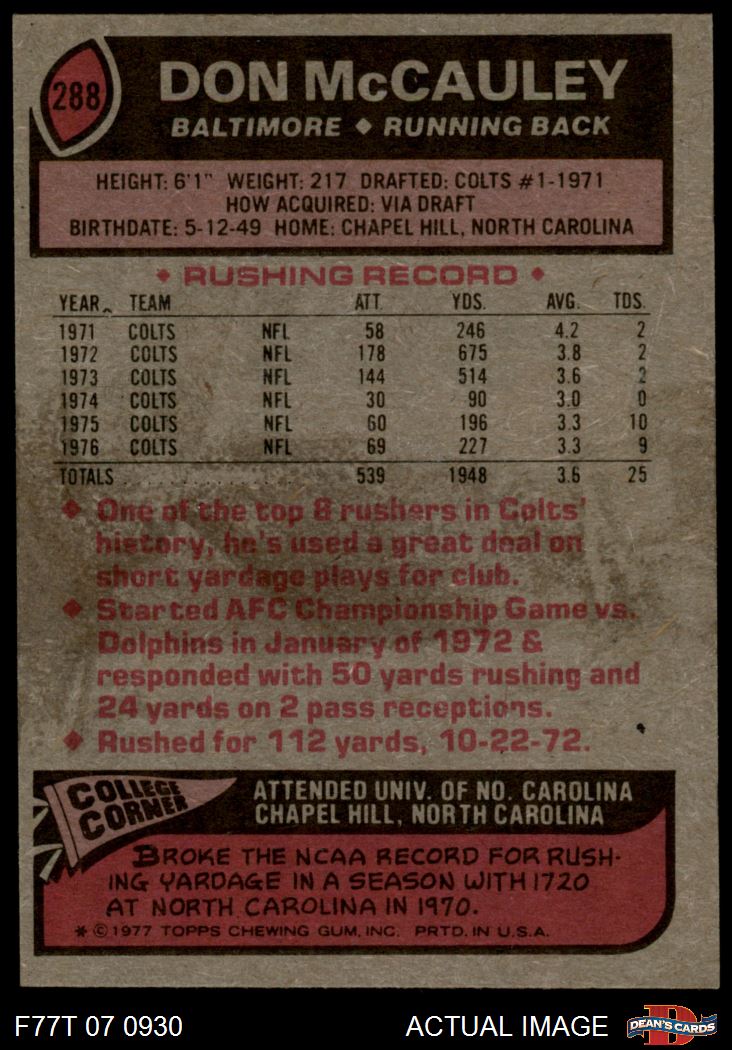 288
DON McCAULEY
BALTIMORE ◆ RUNNING BACK
HEIGHT: 6'1" WEIGHT: 217 DRAFTED: COLTS #1-1971
HOW ACQUIRED: VIA DRAFT
BIRTHDATE: 5-12-49 HOME: CHAPEL HILL, NORTH CAROLINA
◆ RUSHING RECORD ◆
YEAR TEAM ATT. YDS. AVG. TDS.
1971 COLTS NFL 58 246 4.2 2
1972 COLTS NFL 178 675 3.8 2
1973 COLTS NFL 144 514 3.6 2
1974 COLTS NFL 30 90 3.0 0
1975 COLTS NFL 60 196 3.3 10
1976 COLTS NFL 69 227 3.3 9
TOTALS 539 1948 3.6 25
◆ One of the top 8 rushers in Colts'
history, he's used a great deal on
short yardage plays for club.
◆ Started AFC Championship Game vs.
Dolphins in January of 1972 &
responded with 50 yards rushing and
24 yards on 2 pass receptions.
◆ Rushed for 112 yards, 10-22-72.
COLLEGE
CORNER
ATTENDED UNIV. OF NO. CAROLINA
CHAPEL HILL, NORTH CAROLINA
BROKE THE NCAA RECORD FOR RUSH-
ING YARDAGE IN A SEASON WITH 1720
AT NORTH CAROLINA IN 1970.
* © 1977 TOPPS CHEWING GUM, INC. PRTD. IN U.S.A.
F77T 07 0930
ACTUAL IMAGE
D
DEAN'S CARDS